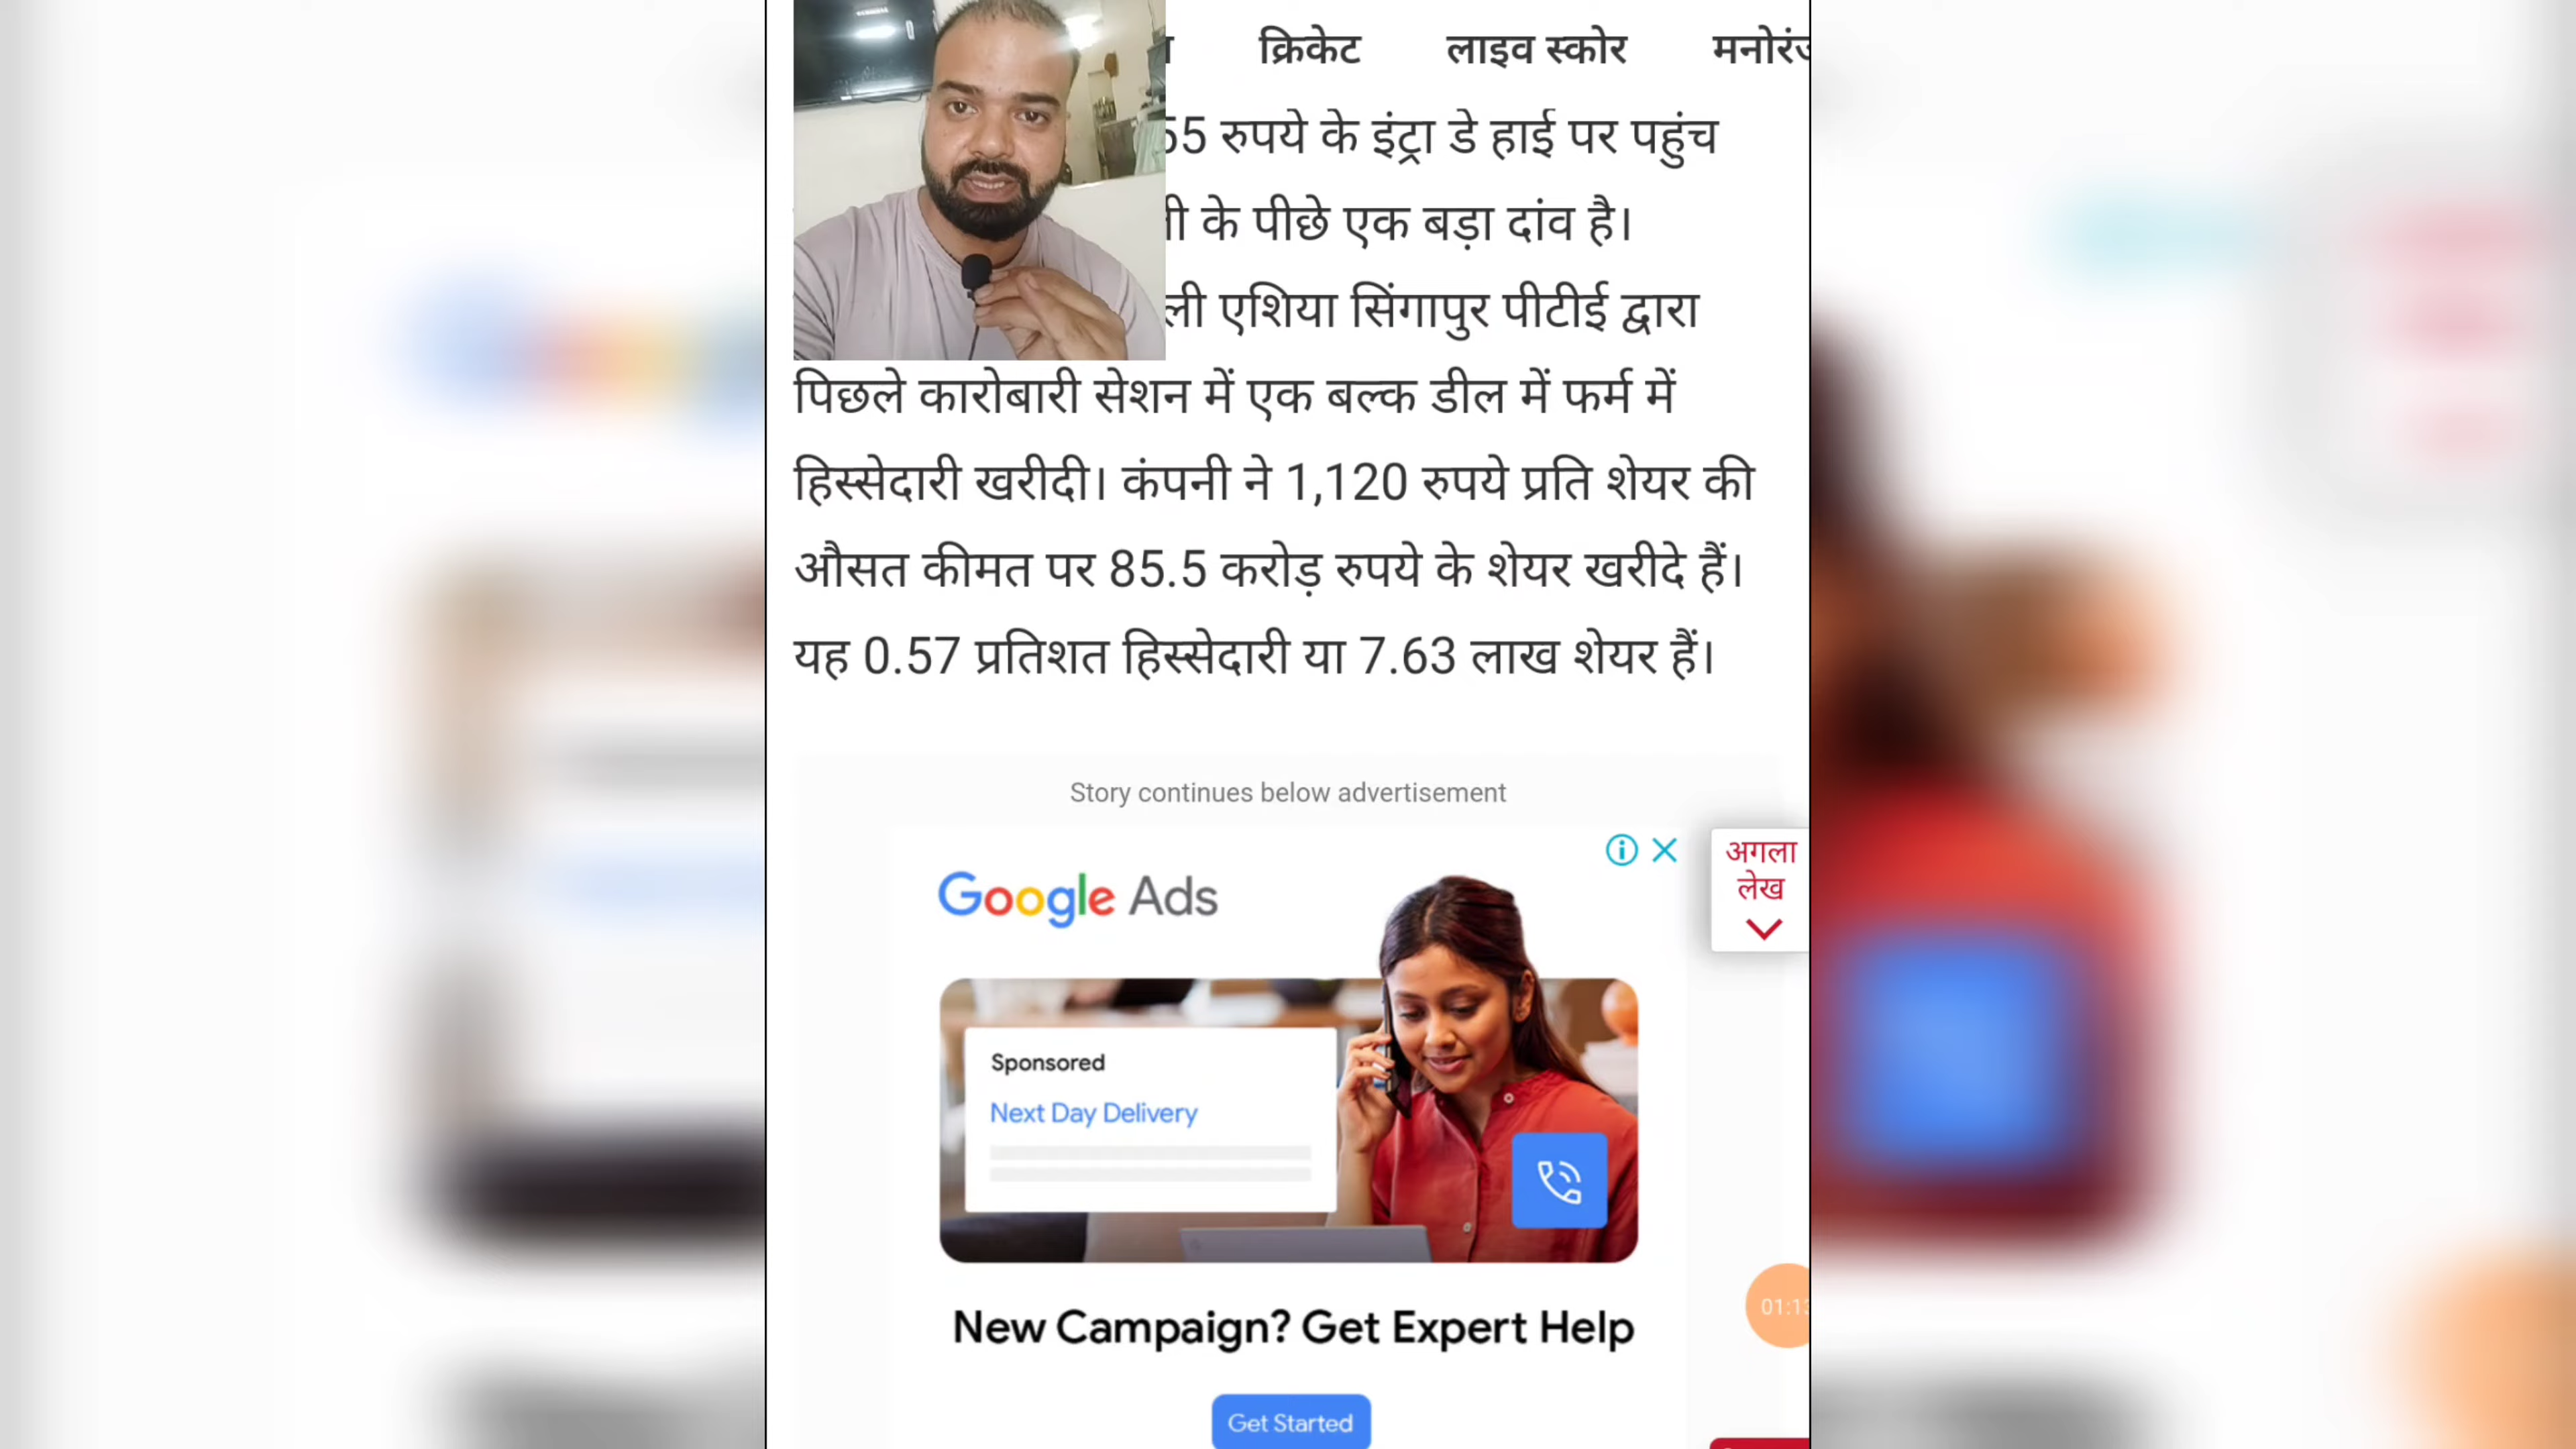 क्रिकेट लाइव स्कोर
रुपये के इंट्रा डे हाई पर पहुंच
के पीछे एक बड़ा दांव है।
एशिया सिंगापुर पीटीई द्वारा
पिछले कारोबारी सेशन में एक बल्क डील में फर्म में
हिस्सेदारी खरीदी। कंपनी ने 1,120 रुपये प्रति शेयर की
औसत कीमत पर 85.5 करोड़ रुपये के शेयर खरीदे हैं।
यह 0.57 प्रतिशत हिस्सेदारी या 7.63 लाख शेयर हैं।
Story continues below advertisement
अगला
लेख
Google Ads
Sponsored
Next Day Delivery
New Campaign? Get Expert Help
Get Started